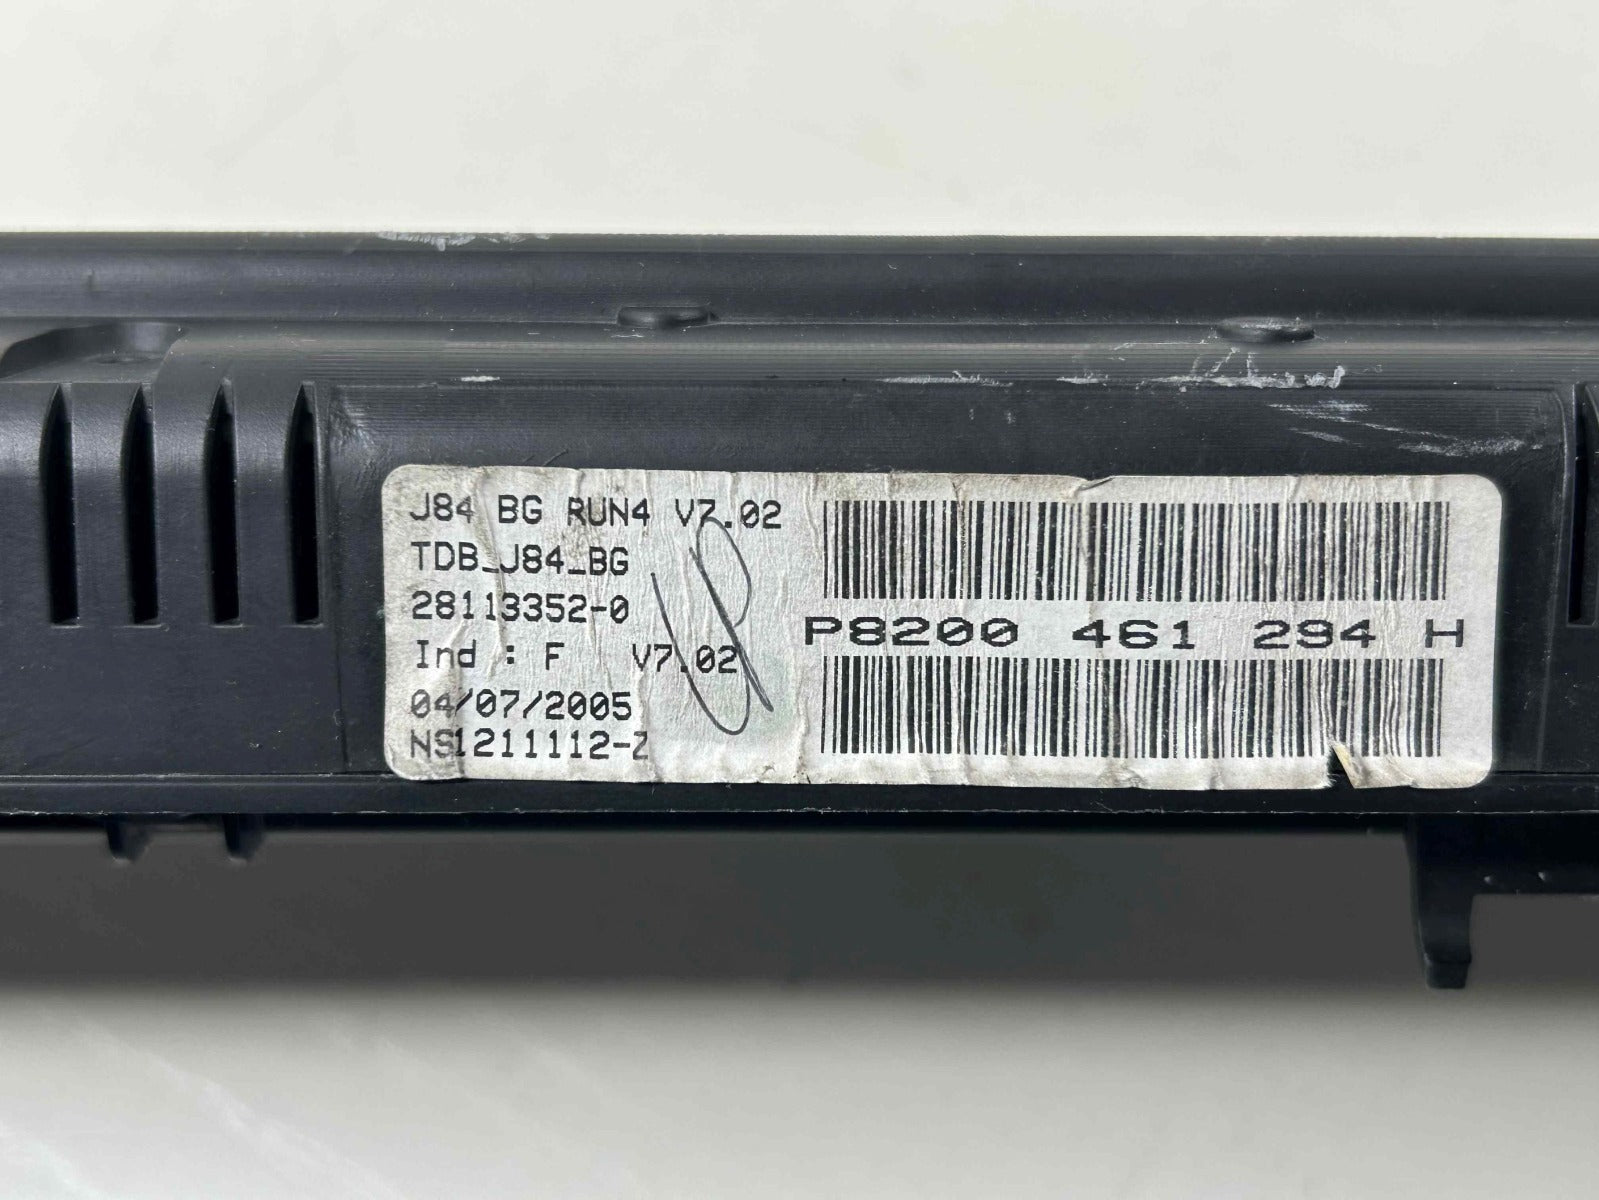 J84 BG RUN4 V7.02
TDB_J84_BG
28113352-0
Ind : F V7.02
04/07/2005
NS1211112-Z
P8200 461 294 H